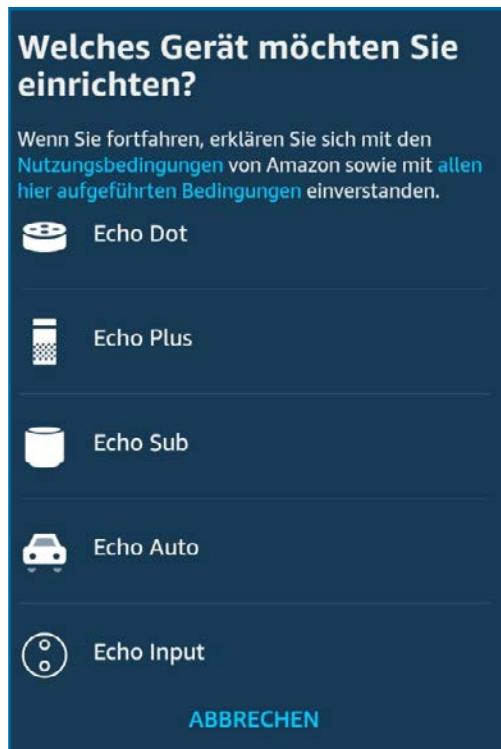 Welches Gerät möchten Sie
einrichten?
Wenn Sie fortfahren, erklären Sie sich mit den
Nutzungsbedingungen von Amazon sowie mit allen
hier aufgeführten Bedingungen einverstanden.
Echo Dot
Echo Plus
Echo Sub
Echo Auto
Echo Input
ABBRECHEN